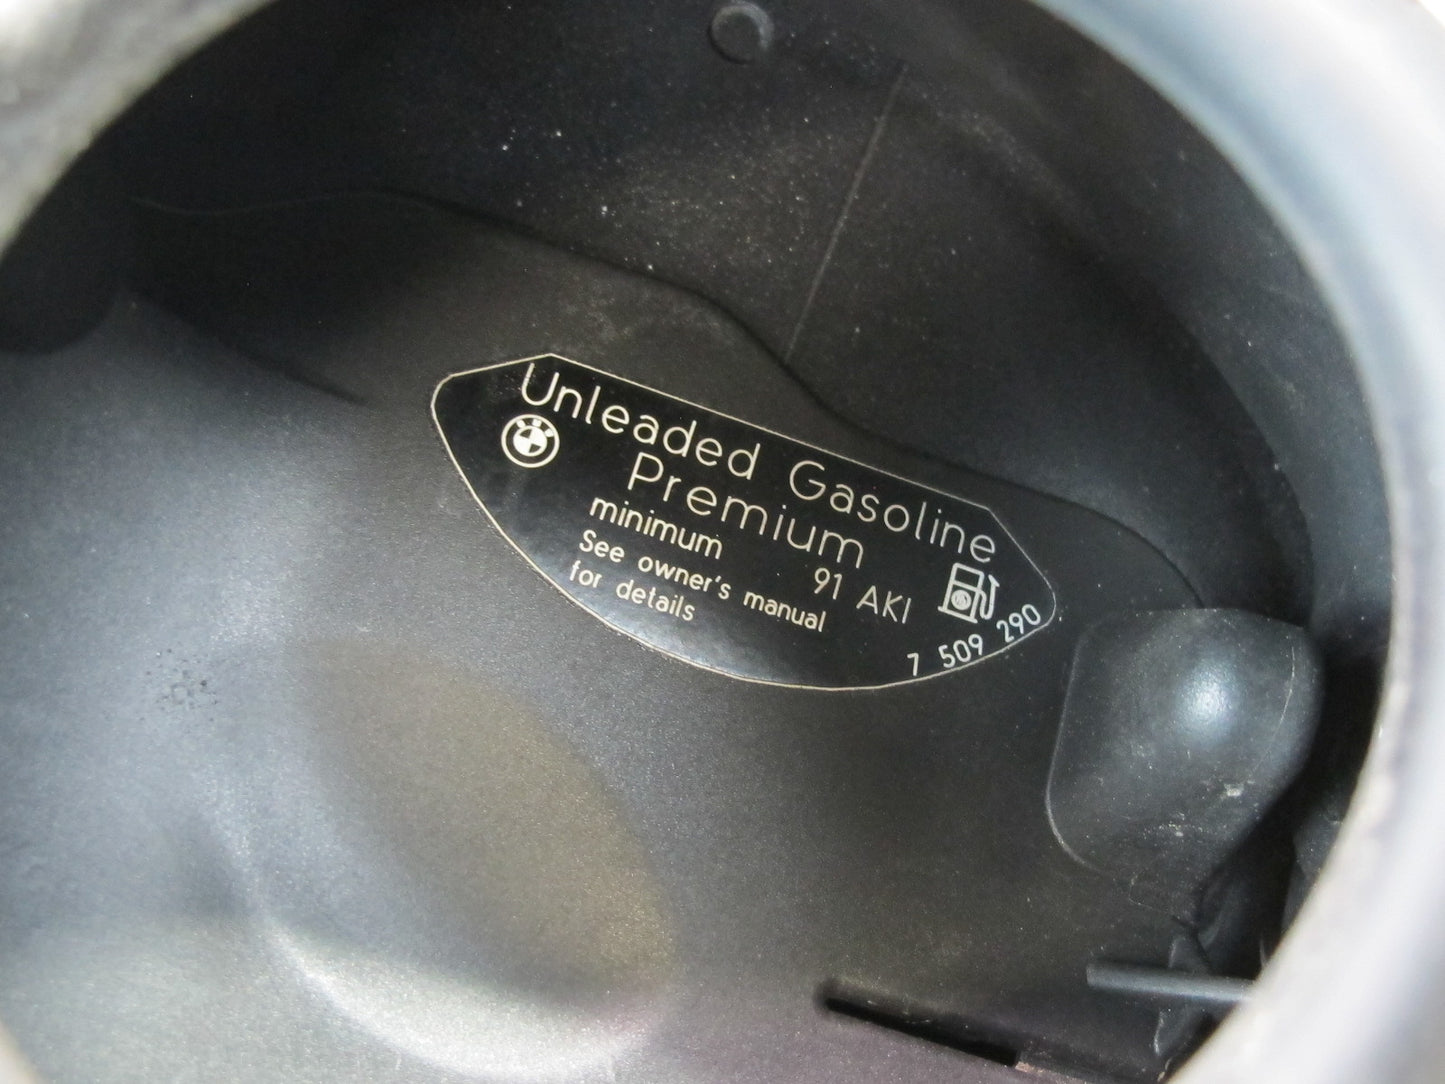 Unleaded Gasoline
Premium
minimum 91 AKI
See owner's manual
for details
7 509 290